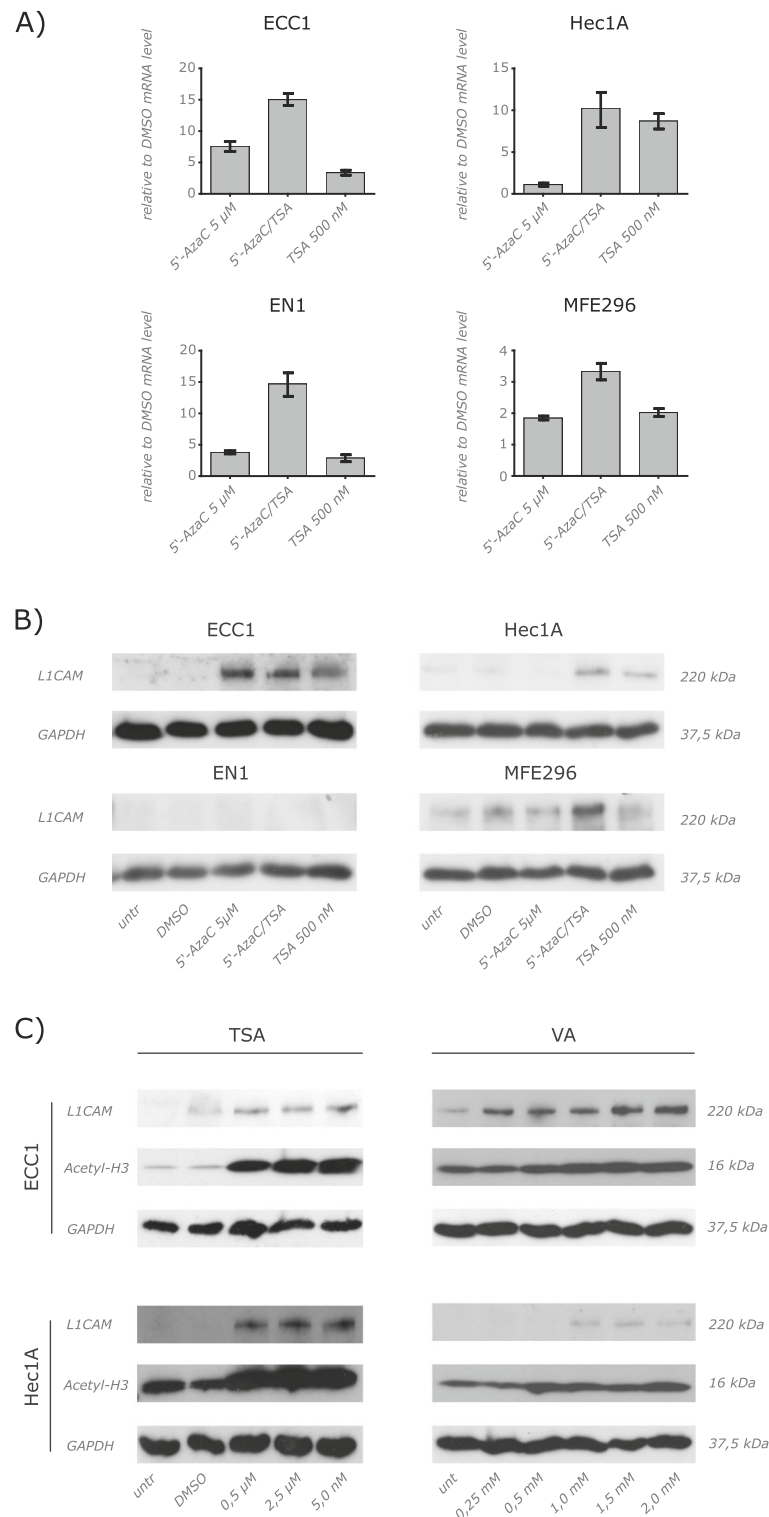 A)
ECC1
Hec1A
relative to DMSO mRNA level
20
15
10
5
0
5'-AzaC 5 µM
5'-AzaC/TSA
TSA 500 nM
relative to DMSO mRNA level
15
10
5
0
5'-AzaC 5 µM
5'-AzaC/TSA
TSA 500 nM
EN1
MFE296
relative to DMSO mRNA level
20
15
10
5
0
5'-AzaC 5 µM
5'-AzaC/TSA
TSA 500 nM
relative to DMSO mRNA level
4
3
2
1
0
5'-AzaC 5 µM
5'-AzaC/TSA
TSA 500 nM
B)
ECC1
Hec1A
L1CAM
220 kDa
GAPDH
37,5 kDa
EN1
MFE296
L1CAM
220 kDa
GAPDH
37,5 kDa
untr
DMSO
5'-AzaC 5µM
5'-AzaC/TSA
TSA 500 nM
untr
DMSO
5'-AzaC 5µM
5'-AzaC/TSA
TSA 500 nM
C)
TSA
VA
ECC1
L1CAM
220 kDa
Acetyl-H3
16 kDa
GAPDH
37,5 kDa
Hec1A
L1CAM
220 kDa
Acetyl-H3
16 kDa
GAPDH
37,5 kDa
untr
DMSO
0,5 µM
2,5 µM
5,0 nM
unt
0,25 mM
0,5 mM
1,0 mM
1,5 mM
2,0 mM